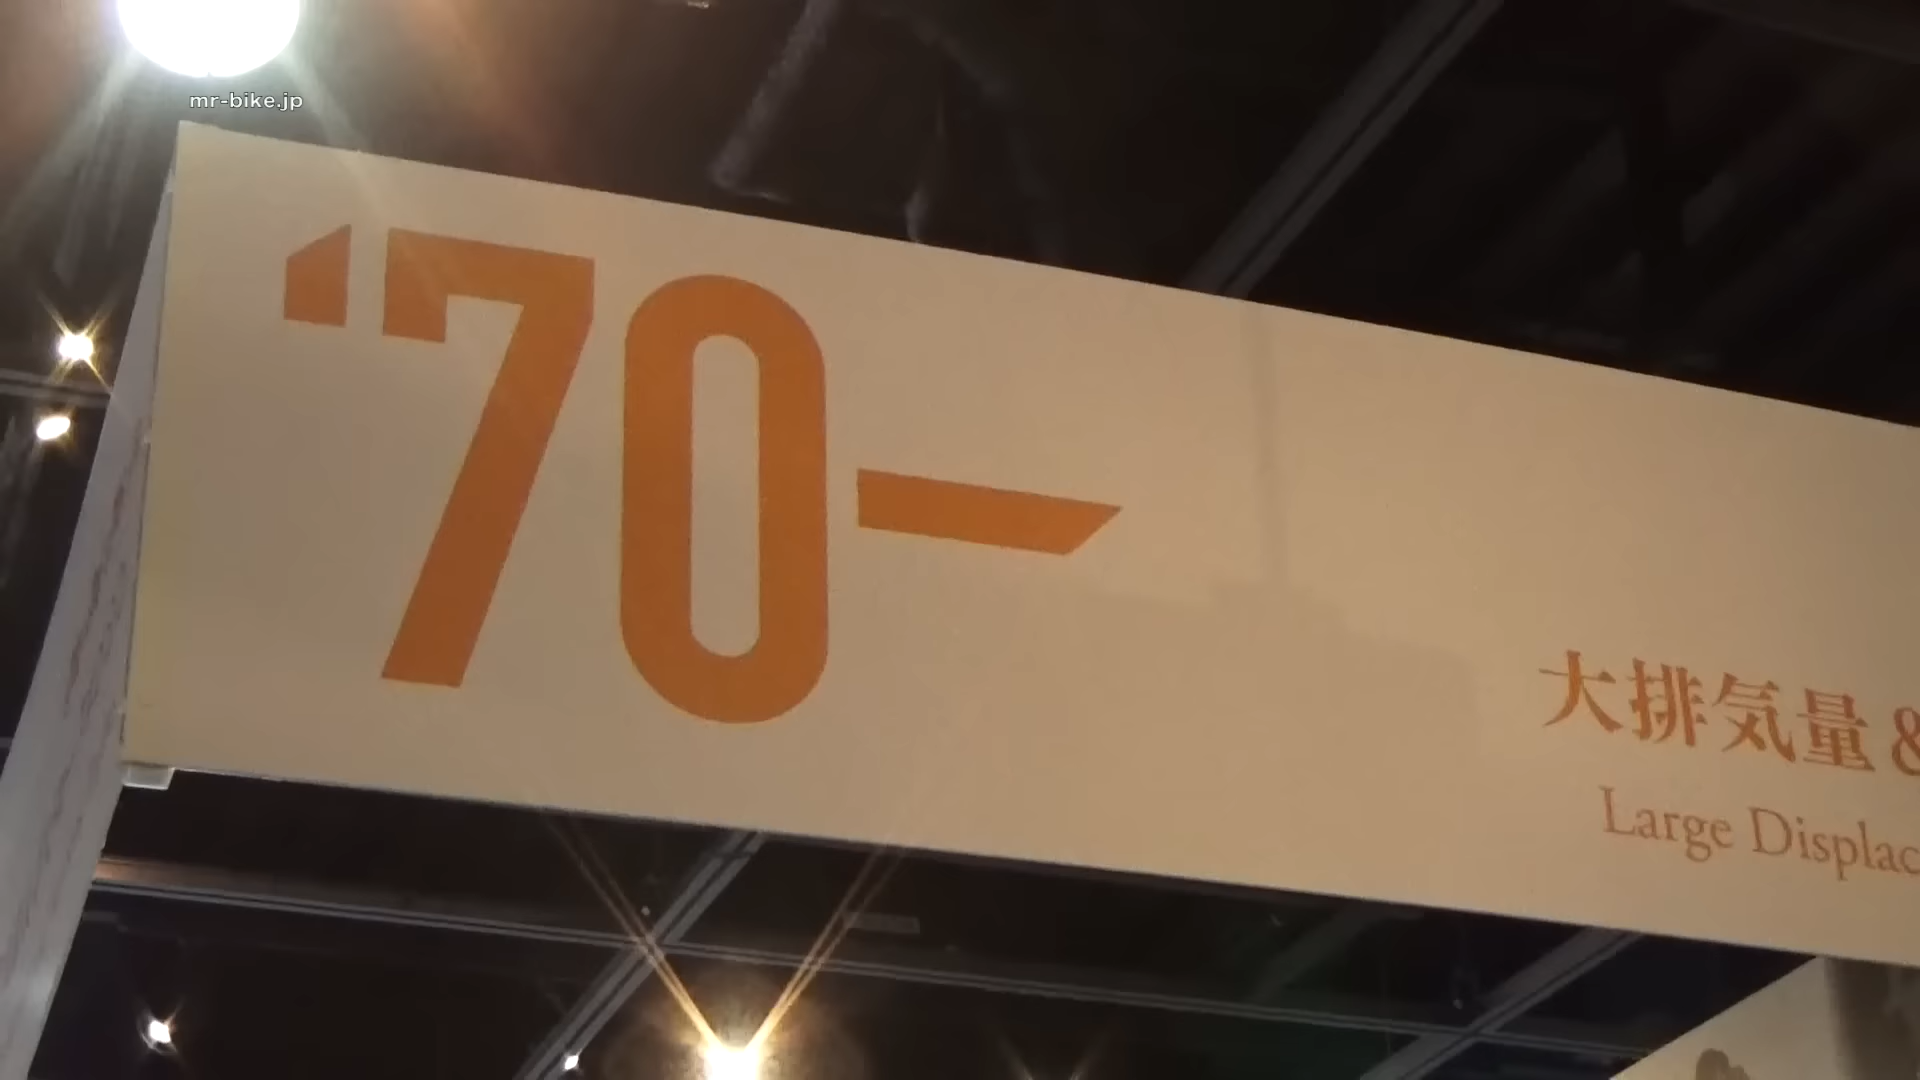 mr-bike.jp
‘70–
大排気量 &
Large Displac